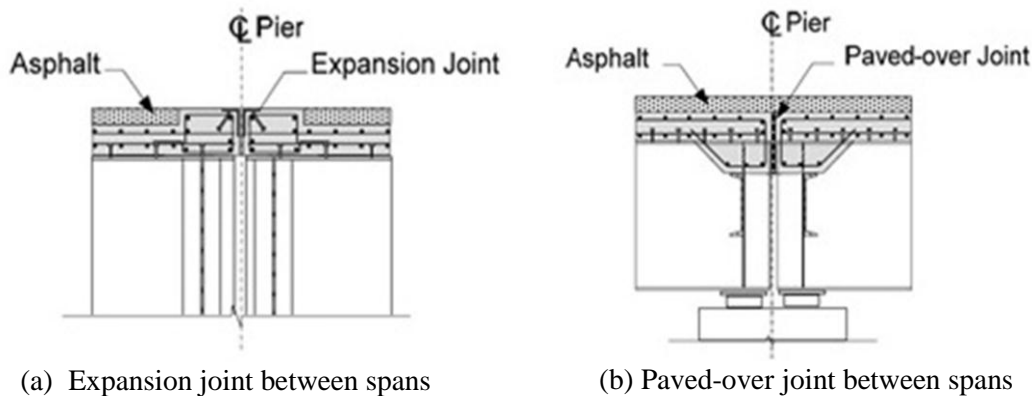 ℄ Pier
Asphalt
Expansion Joint
(a) Expansion joint between spans
℄ Pier
Asphalt
Paved-over Joint
(b) Paved-over joint between spans